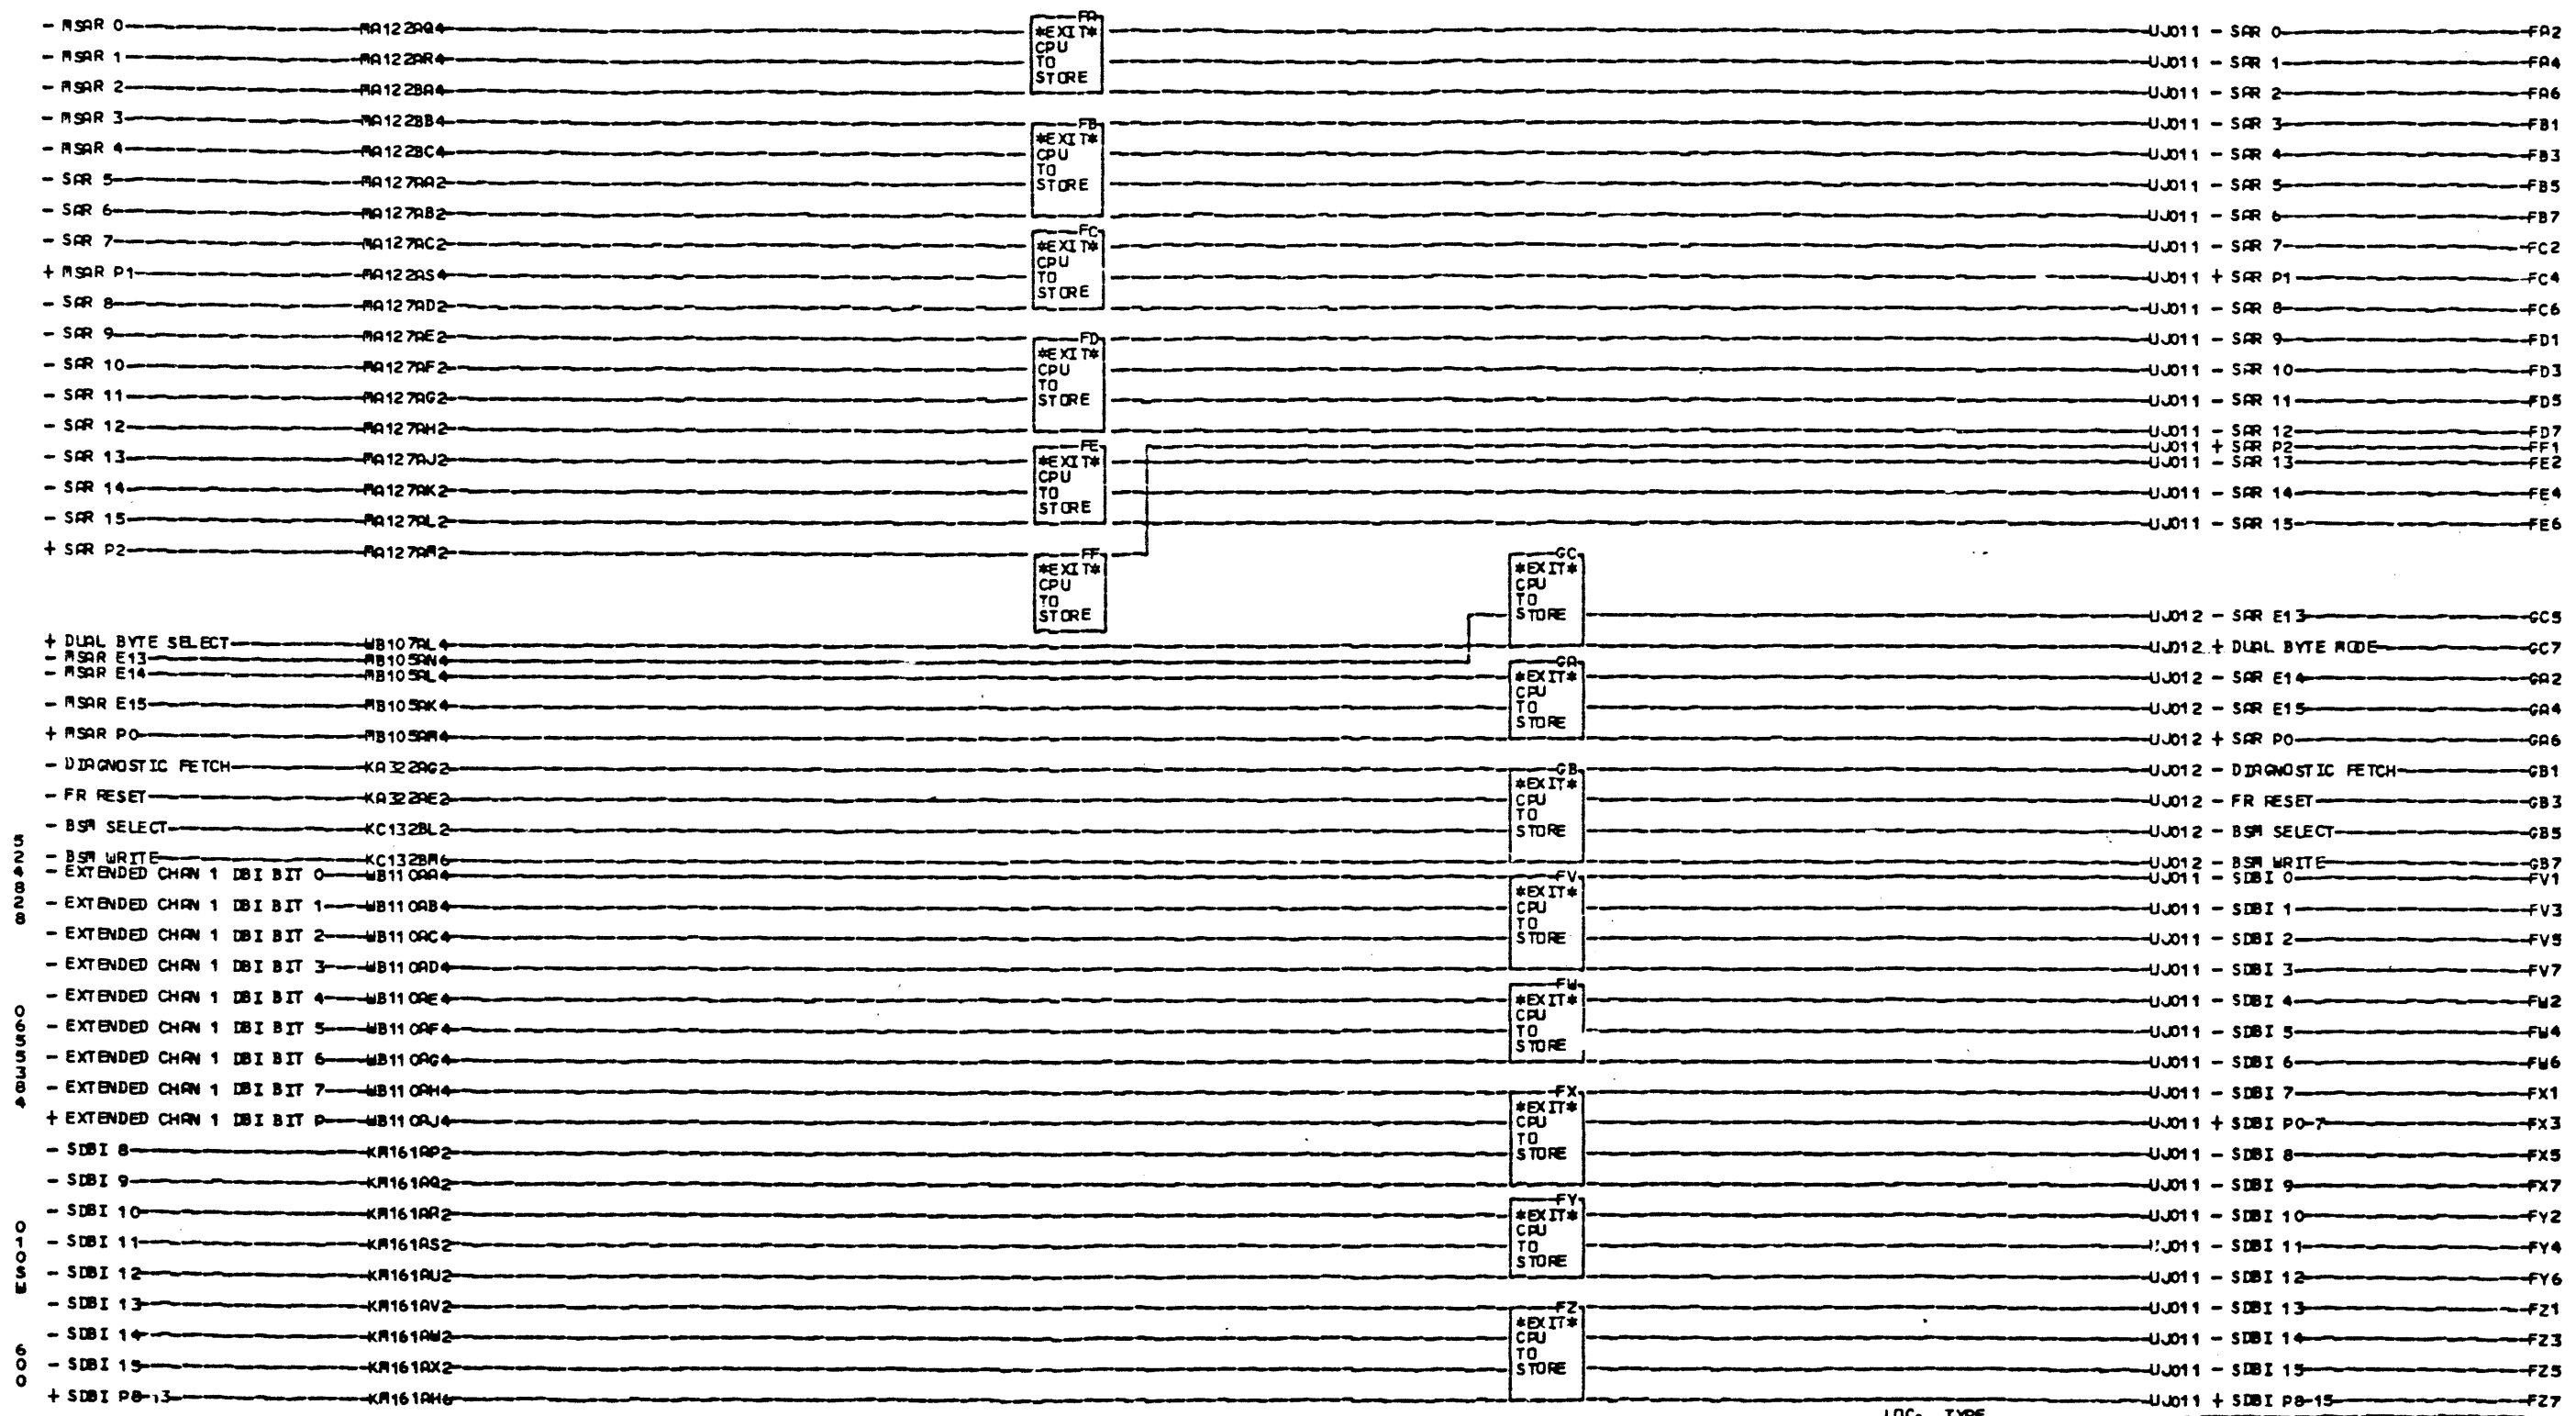 - MSAR 0 MA122AQ4 FA UJ011 - SAR 0 FA2
*EXIT*
CPU
- MSAR 1 MA122AR4 TO UJ011 - SAR 1 FA4
STORE
- MSAR 2 MA122BA4 UJ011 - SAR 2 FA6
- MSAR 3 MA122BB4 FB UJ011 - SAR 3 FB1
*EXIT*
- MSAR 4 MA122BC4 CPU UJ011 - SAR 4 FB3
TO
- SAR 5 MA127AA2 STORE UJ011 - SAR 5 FB5
- SAR 6 MA127AB2 UJ011 - SAR 6 FB7
- SAR 7 MA127AC2 FC UJ011 - SAR 7 FC2
*EXIT*
CPU
+ MSAR P1 MA122AS4 TO UJ011 + SAR P1 FC4
STORE
- SAR 8 MA127AD2 UJ011 - SAR 8 FC6
- SAR 9 MA127AE2 FD UJ011 - SAR 9 FD1
*EXIT*
- SAR 10 MA127AF2 CPU UJ011 - SAR 10 FD3
TO
- SAR 11 MA127AG2 STORE UJ011 - SAR 11 FD5
- SAR 12 MA127AH2 UJ011 - SAR 12 FD7
FE UJ011 + SAR P2 FF1
- SAR 13 MA127AJ2 *EXIT* UJ011 - SAR 13 FE2
CPU
- SAR 14 MA127AK2 TO UJ011 - SAR 14 FE4
STORE
- SAR 15 MA127AL2 UJ011 - SAR 15 FE6
+ SAR P2 MA127AM2 FF GC
*EXIT* *EXIT*
CPU CPU
TO TO
STORE STORE UJ012 - SAR E13 GC5
+ DUAL BYTE SELECT WB107AL4 UJ012 + DUAL BYTE MODE GC7
- MSAR E13 MB105AN4 GA
- MSAR E14 MB105AL4 *EXIT* UJ012 - SAR E14 GA2
CPU
- MSAR E15 MB105AK4 TO UJ012 - SAR E15 GA4
STORE
+ MSAR P0 MB105AM4 UJ012 + SAR P0 GA6
- DIAGNOSTIC FETCH KA322AG2 GB UJ012 - DIAGNOSTIC FETCH GB1
*EXIT*
- FR RESET KA322AE2 CPU UJ012 - FR RESET GB3
TO
- BSM SELECT KC132BL2 STORE UJ012 - BSM SELECT GB5
- BSM WRITE KC132BM6 UJ012 - BSM WRITE GB7
- EXTENDED CHAN 1 DBI BIT 0 WB110AA4 FV UJ011 - SDBI 0 FV1
*EXIT*
- EXTENDED CHAN 1 DBI BIT 1 WB110AB4 CPU UJ011 - SDBI 1 FV3
TO
- EXTENDED CHAN 1 DBI BIT 2 WB110AC4 STORE UJ011 - SDBI 2 FV5
- EXTENDED CHAN 1 DBI BIT 3 WB110AD4 UJ011 - SDBI 3 FV7
FW
- EXTENDED CHAN 1 DBI BIT 4 WB110AE4 *EXIT* UJ011 - SDBI 4 FW2
CPU
- EXTENDED CHAN 1 DBI BIT 5 WB110AF4 TO UJ011 - SDBI 5 FW4
STORE
- EXTENDED CHAN 1 DBI BIT 6 WB110AG4 UJ011 - SDBI 6 FW6
- EXTENDED CHAN 1 DBI BIT 7 WB110AH4 FX UJ011 - SDBI 7 FX1
*EXIT*
+ EXTENDED CHAN 1 DBI BIT P WB110AJ4 CPU UJ011 + SDBI P0-7 FX3
TO
- SDBI 8 KM161AP2 STORE UJ011 - SDBI 8 FX5
- SDBI 9 KM161AQ2 UJ011 - SDBI 9 FX7
FY
- SDBI 10 KM161AR2 *EXIT* UJ011 - SDBI 10 FY2
CPU
- SDBI 11 KM161AS2 TO UJ011 - SDBI 11 FY4
STORE
- SDBI 12 KM161AU2 UJ011 - SDBI 12 FY6
- SDBI 13 KM161AV2 FZ UJ011 - SDBI 13 FZ1
*EXIT*
- SDBI 14 KM161AW2 CPU UJ011 - SDBI 14 FZ3
TO
- SDBI 15 KM161AX2 STORE UJ011 - SDBI 15 FZ5
+ SDBI P8-13 KM161AH6 UJ011 + SDBI P8-15 FZ7
LOC. TYPE
524828
0655384
010SW
600